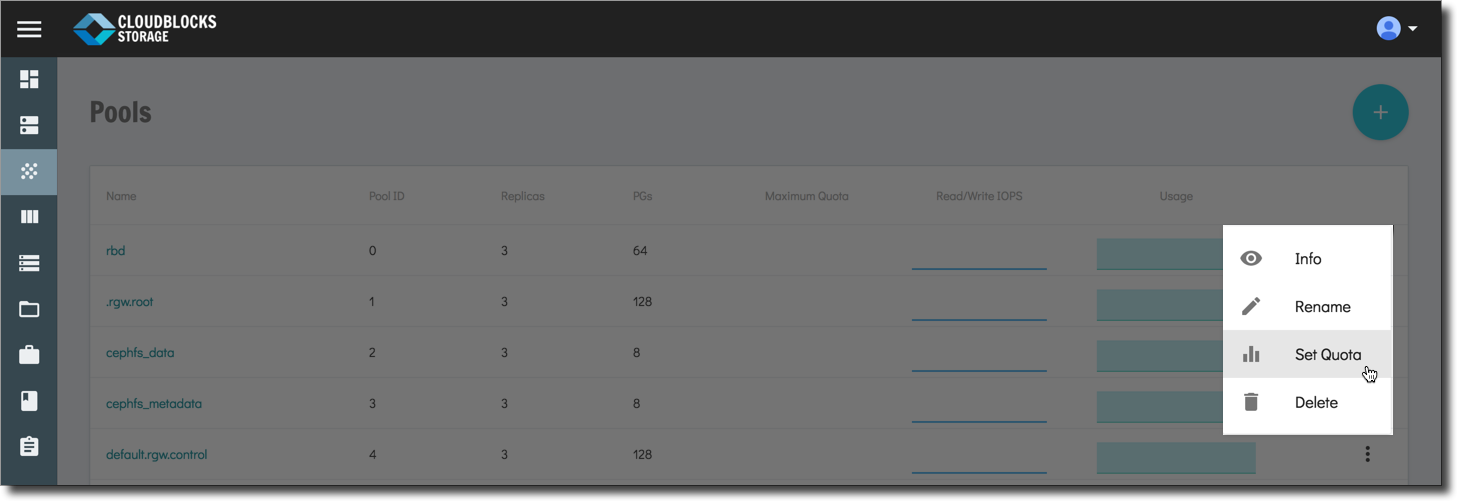 CLOUDBLOCKS
STORAGE
Pools
Name Pool ID Replicas PGs Maximum Quota Read/Write IOPS Usage
rbd 0 3 64
.rgw.root 1 3 128
cephfs_data 2 3 8
cephfs_metadata 3 3 8
default.rgw.control 4 3 128
Info
Rename
Set Quota
Delete